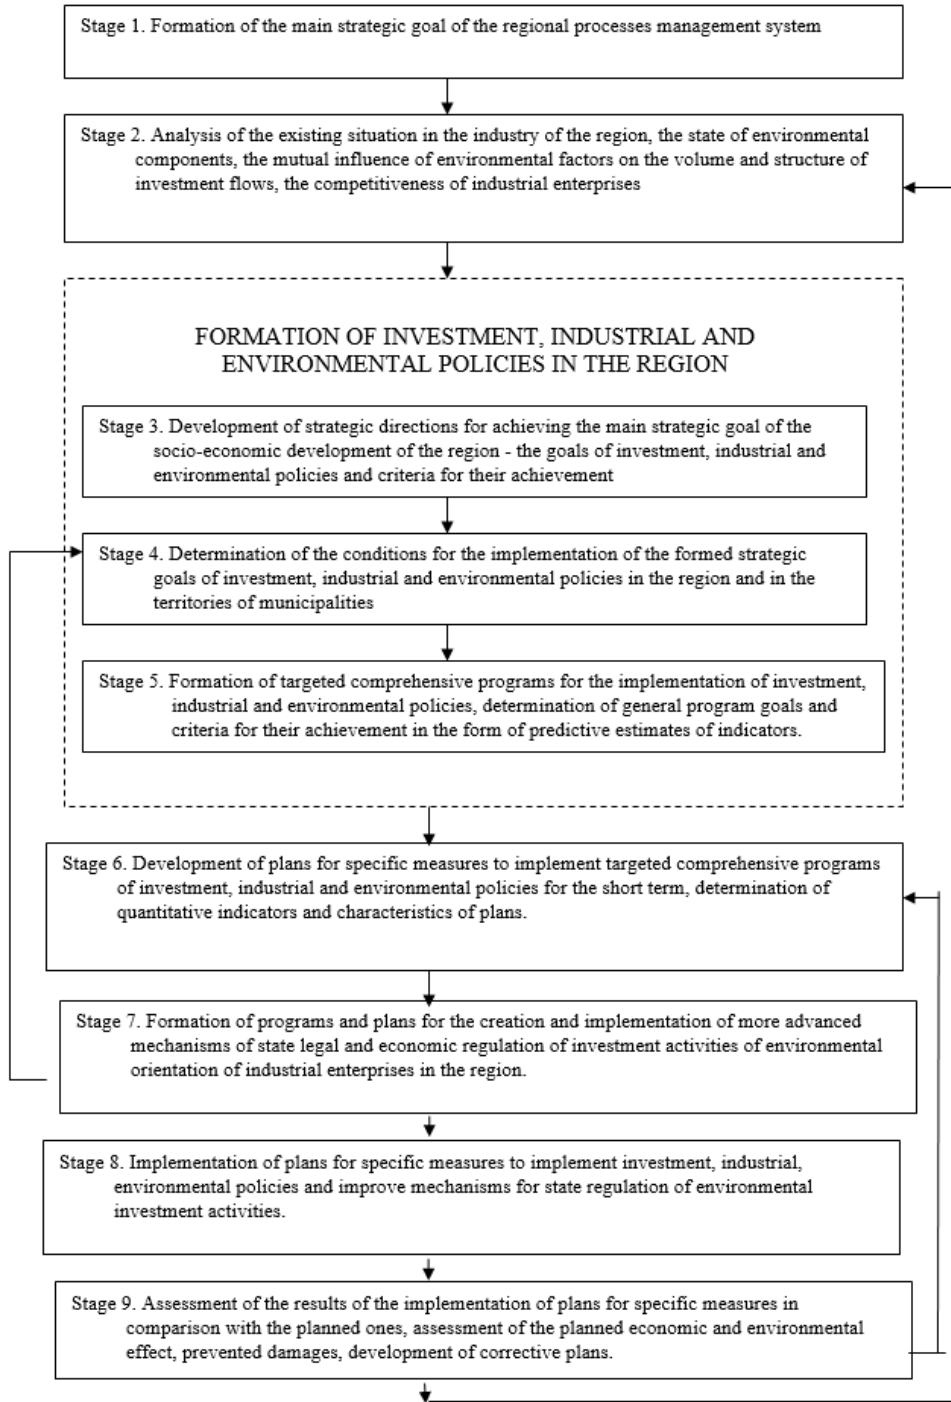 Stage 1. Formation of the main strategic goal of the regional processes management system
Stage 2. Analysis of the existing situation in the industry of the region, the state of environmental
components, the mutual influence of environmental factors on the volume and structure of
investment flows, the competitiveness of industrial enterprises
FORMATION OF INVESTMENT, INDUSTRIAL AND
ENVIRONMENTAL POLICIES IN THE REGION
Stage 3. Development of strategic directions for achieving the main strategic goal of the
socio-economic development of the region - the goals of investment, industrial and
environmental policies and criteria for their achievement
Stage 4. Determination of the conditions for the implementation of the formed strategic
goals of investment, industrial and environmental policies in the region and in the
territories of municipalities
Stage 5. Formation of targeted comprehensive programs for the implementation of investment,
industrial and environmental policies, determination of general program goals and
criteria for their achievement in the form of predictive estimates of indicators.
Stage 6. Development of plans for specific measures to implement targeted comprehensive programs
of investment, industrial and environmental policies for the short term, determination of
quantitative indicators and characteristics of plans.
Stage 7. Formation of programs and plans for the creation and implementation of more advanced
mechanisms of state legal and economic regulation of investment activities of environmental
orientation of industrial enterprises in the region.
Stage 8. Implementation of plans for specific measures to implement investment, industrial,
environmental policies and improve mechanisms for state regulation of environmental
investment activities.
Stage 9. Assessment of the results of the implementation of plans for specific measures in
comparison with the planned ones, assessment of the planned economic and environmental
effect, prevented damages, development of corrective plans.